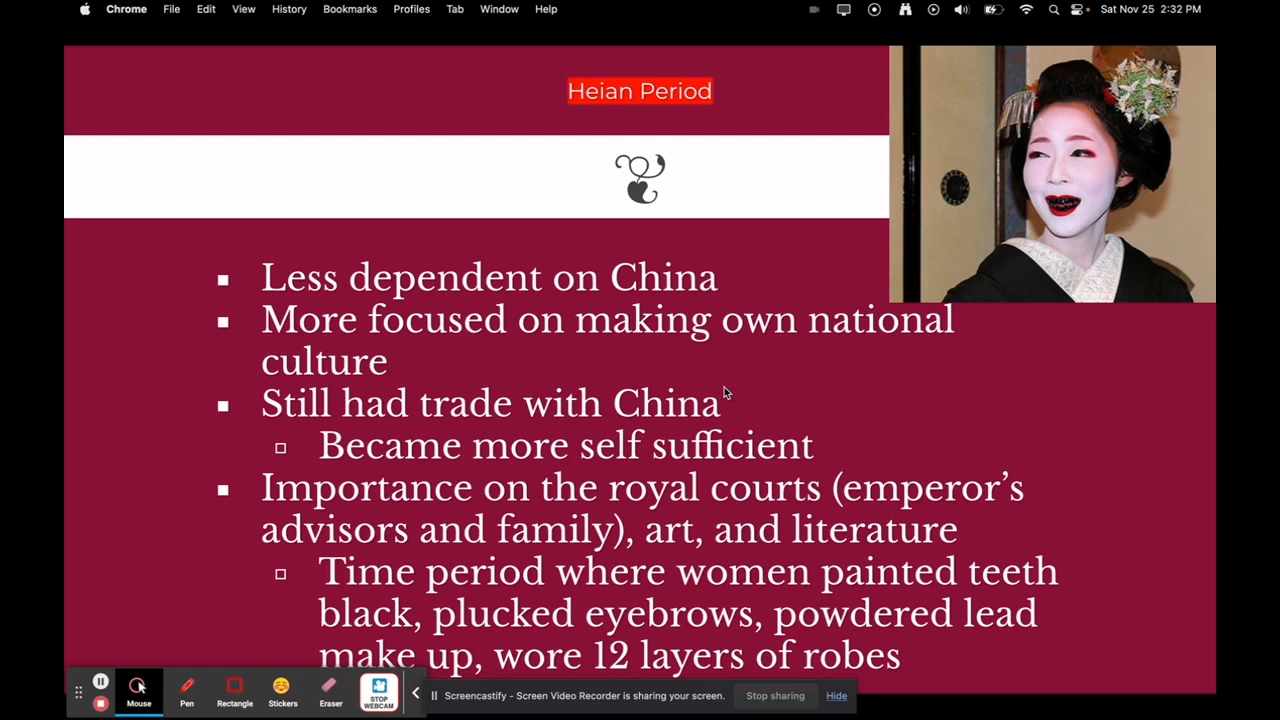 Chrome File Edit View History Bookmarks Profiles Tab Window Help Sat Nov 25 2:32 PM
Heian Period
Less dependent on China
More focused on making own national
culture
Still had trade with China
Became more self sufficient
Importance on the royal courts (emperor's
advisors and family), art, and literature
Time period where women painted teeth
black, plucked eyebrows, powdered lead
make up, wore 12 layers of robes
Mouse Pen Rectangle Stickers Eraser STOP WEBCAM
Screencastify - Screen Video Recorder is sharing your screen. Stop sharing Hide